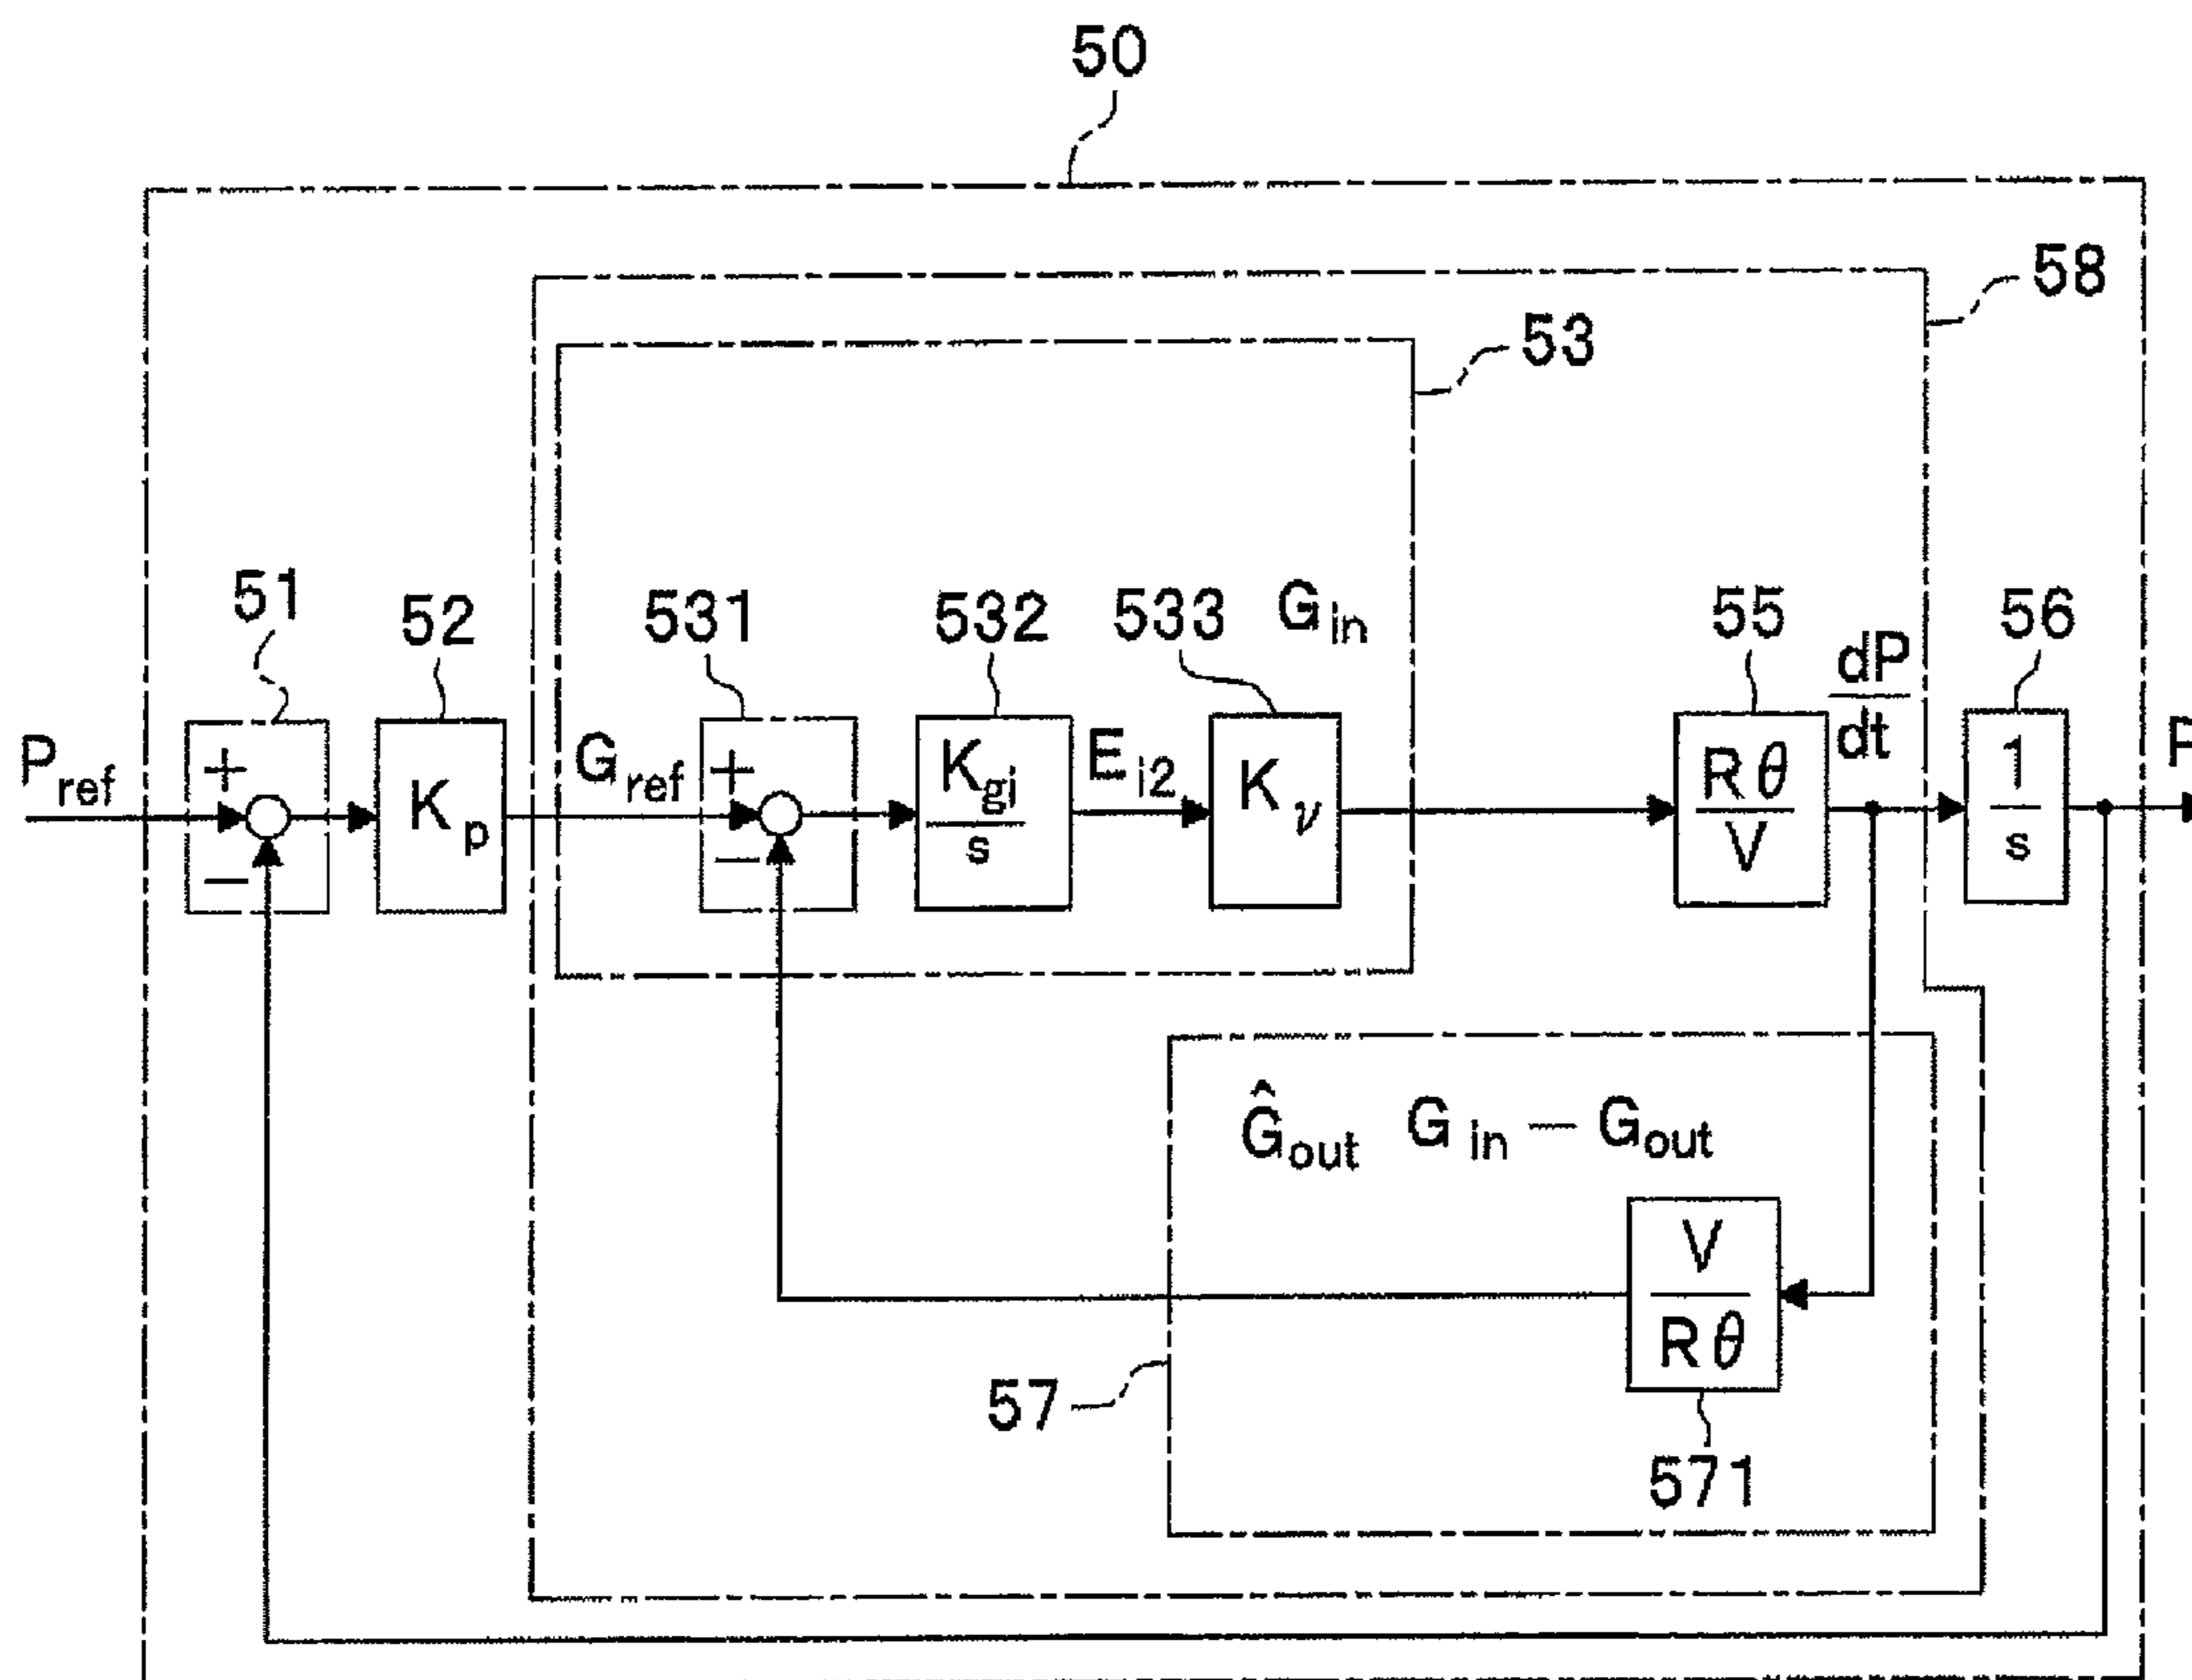 50
58
53
51
52
531
532
533
G_in
55
56
dP
dt
P_ref
+
−
K_p
G_ref
+
−
K_gi
s
E_i2
K_ν
Rθ
V
1
s
P
Ĝ_out G_in − G_out
V
Rθ
57
571